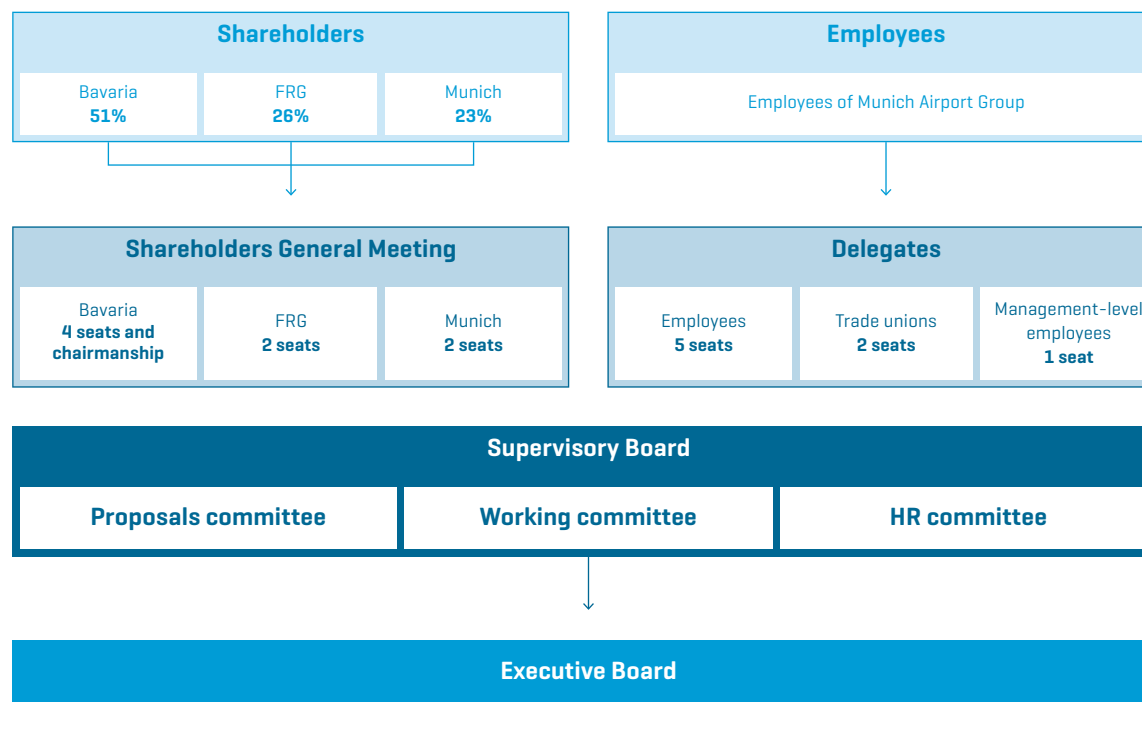 Shareholders
Bavaria
51%
FRG
26%
Munich
23%
Employees
Employees of Munich Airport Group
Shareholders General Meeting
Bavaria
4 seats and
chairmanship
FRG
2 seats
Munich
2 seats
Delegates
Employees
5 seats
Trade unions
2 seats
Management-level
employees
1 seat
Supervisory Board
Proposals committee
Working committee
HR committee
Executive Board